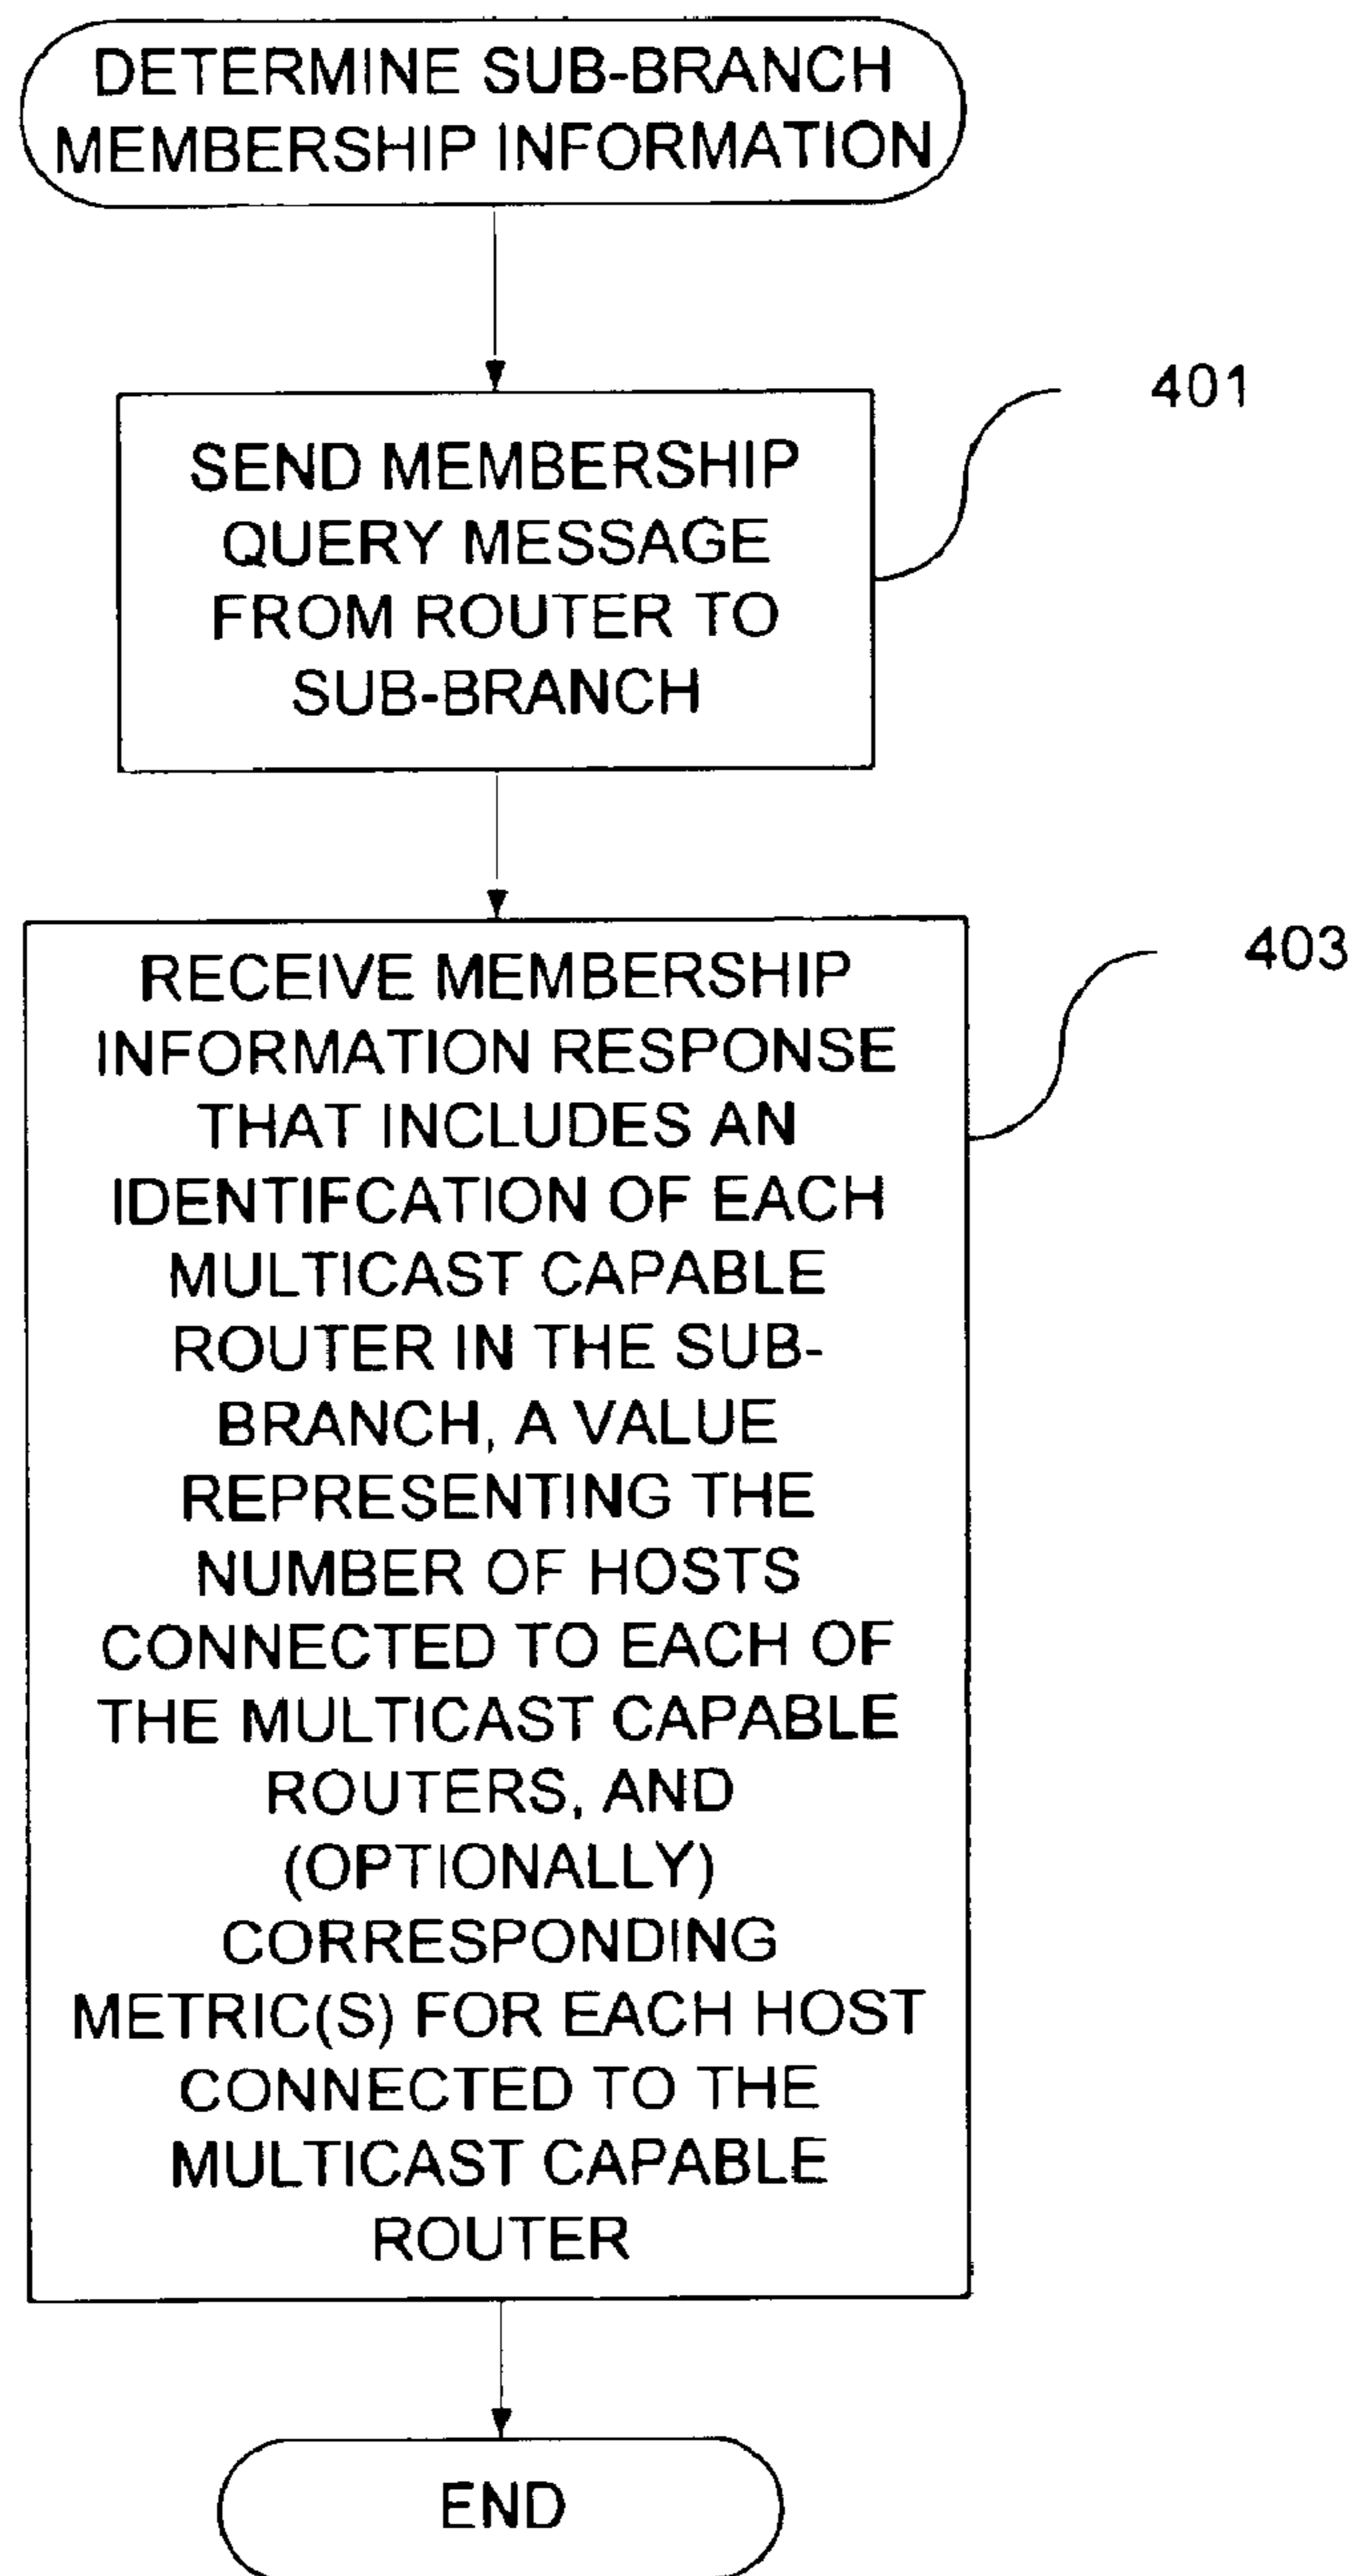 DETERMINE SUB-BRANCH
MEMBERSHIP INFORMATION
401
SEND MEMBERSHIP
QUERY MESSAGE
FROM ROUTER TO
SUB-BRANCH
403
RECEIVE MEMBERSHIP
INFORMATION RESPONSE
THAT INCLUDES AN
IDENTIFCATION OF EACH
MULTICAST CAPABLE
ROUTER IN THE SUB-
BRANCH, A VALUE
REPRESENTING THE
NUMBER OF HOSTS
CONNECTED TO EACH OF
THE MULTICAST CAPABLE
ROUTERS, AND
(OPTIONALLY)
CORRESPONDING
METRIC(S) FOR EACH HOST
CONNECTED TO THE
MULTICAST CAPABLE
ROUTER
END